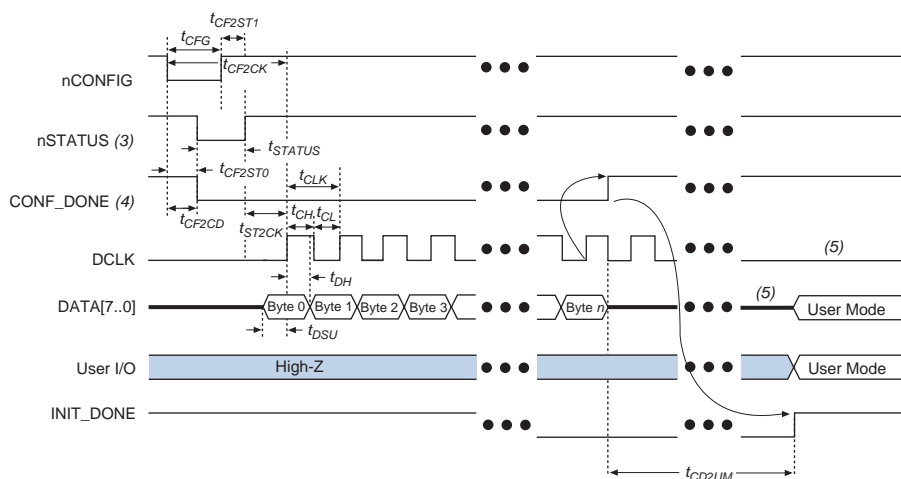 tCF2ST1
tCFG
tCF2CK
nCONFIG
nSTATUS (3)
tSTATUS
tCF2ST0
tCLK
CONF_DONE (4)
tCF2CD
tST2CK
tCH
tCL
DCLK
(5)
tDH
DATA[7..0]
Byte 0
Byte 1
Byte 2
Byte 3
Byte n
(5)
User Mode
tDSU
User I/O
High-Z
User Mode
INIT_DONE
tCD2UM